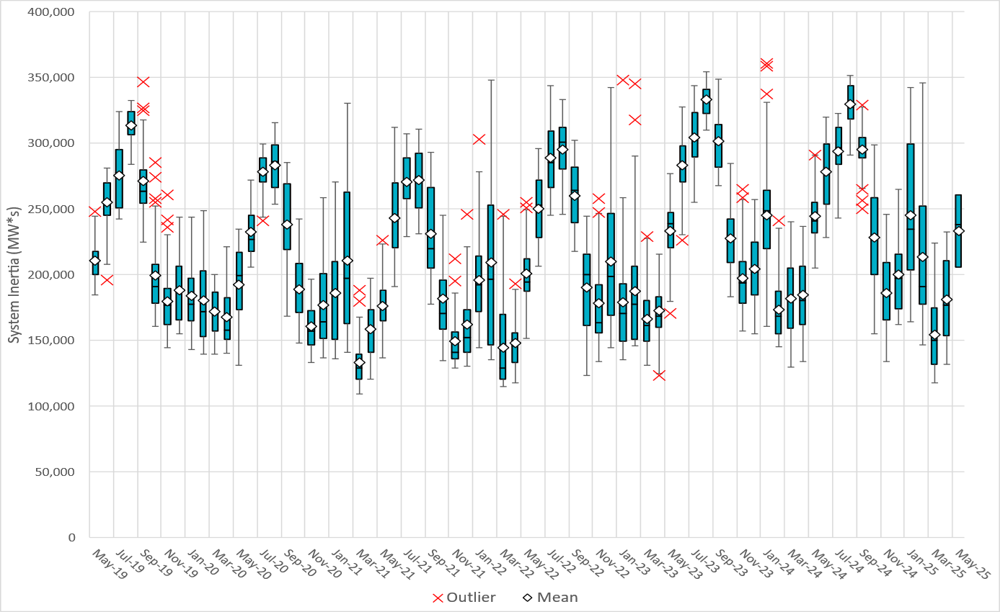 400,000
350,000
300,000
250,000
200,000
150,000
100,000
50,000
0
System Inertia (MW*s)
May-19
Jul-19
Sep-19
Nov-19
Jan-20
Mar-20
May-20
Jul-20
Sep-20
Nov-20
Jan-21
Mar-21
May-21
Jul-21
Sep-21
Nov-21
Jan-22
Mar-22
May-22
Jul-22
Sep-22
Nov-22
Jan-23
Mar-23
May-23
Jul-23
Sep-23
Nov-23
Jan-24
Mar-24
May-24
Jul-24
Sep-24
Nov-24
Jan-25
Mar-25
May-25
Outlier Mean